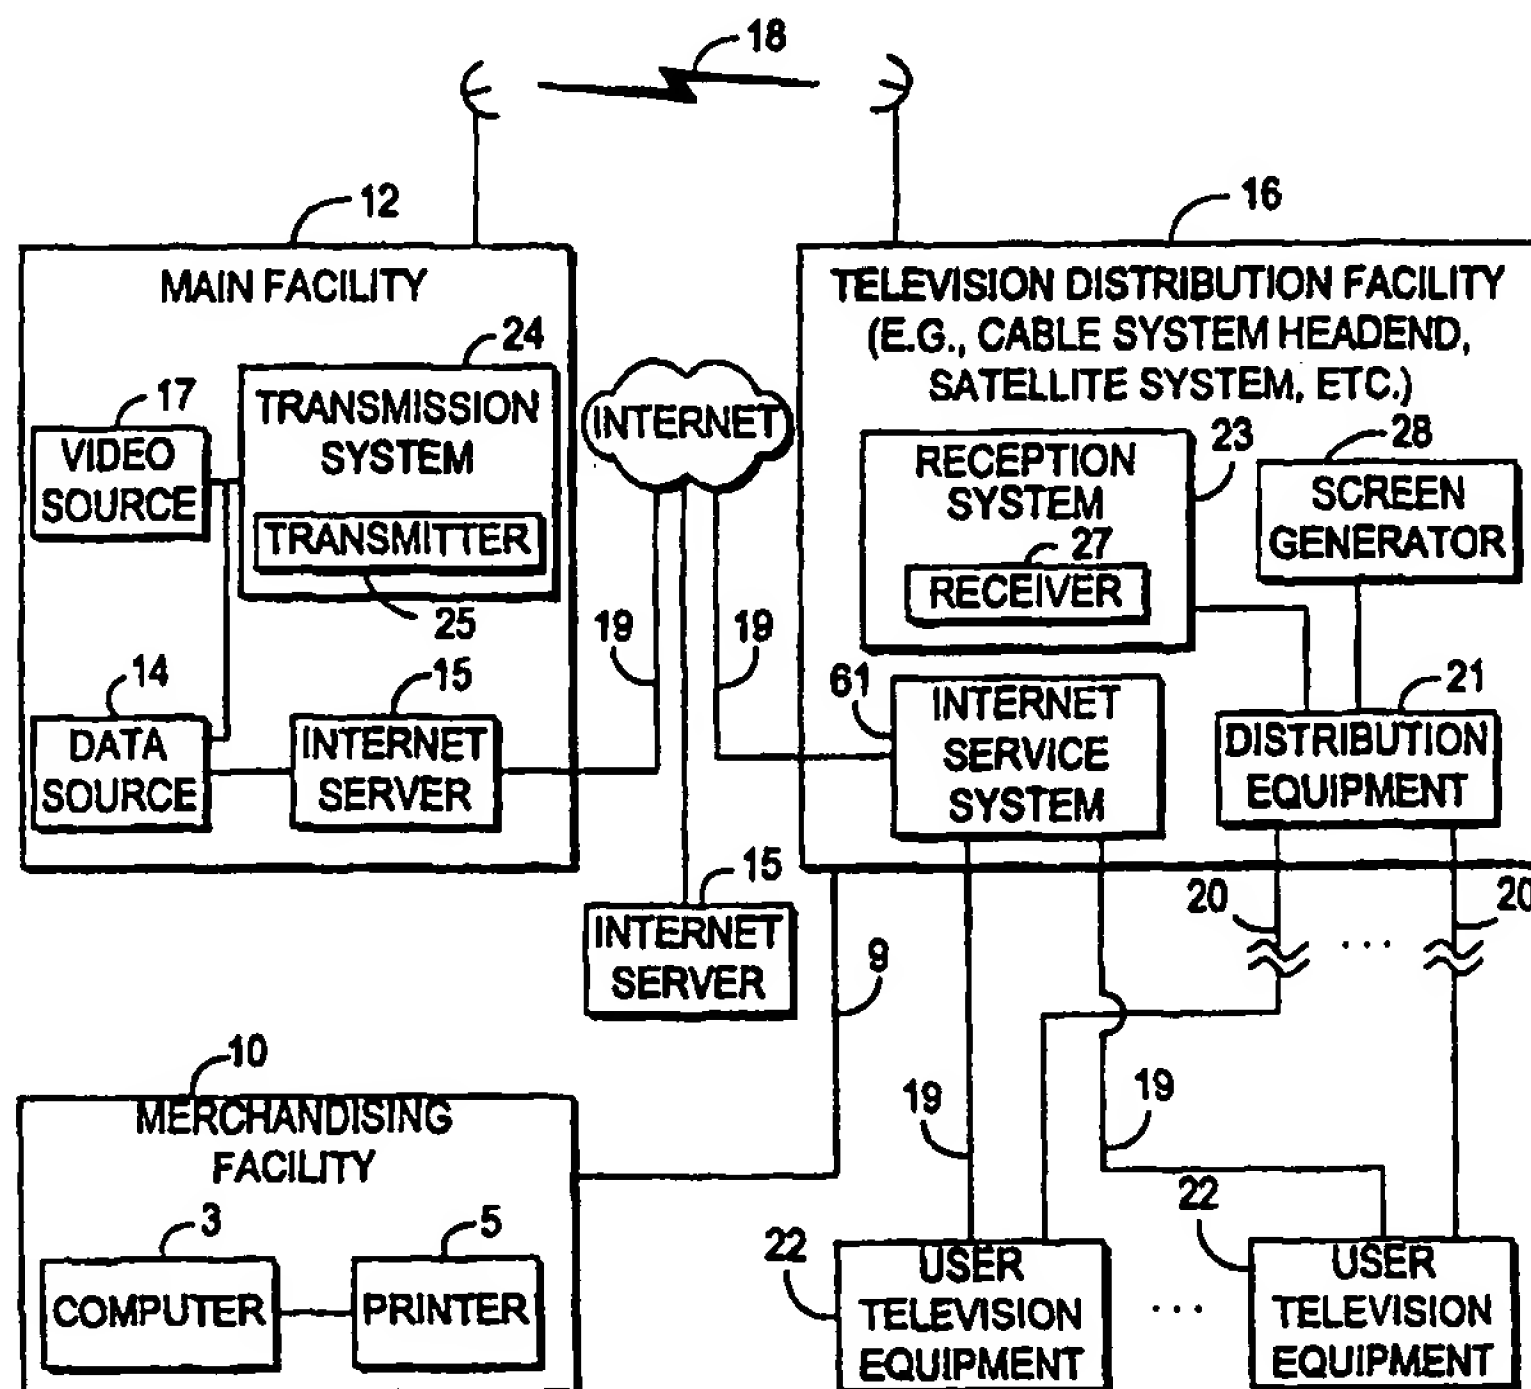 18
12
16
MAIN FACILITY
TELEVISION DISTRIBUTION FACILITY
(E.G., CABLE SYSTEM HEADEND,
SATELLITE SYSTEM, ETC.)
24
17
TRANSMISSION
SYSTEM
VIDEO
SOURCE
TRANSMITTER
25
INTERNET
23
28
RECEPTION
SYSTEM
27
RECEIVER
SCREEN
GENERATOR
19
19
14
15
DATA
SOURCE
INTERNET
SERVER
61
INTERNET
SERVICE
SYSTEM
21
DISTRIBUTION
EQUIPMENT
15
INTERNET
SERVER
9
20
. . .
20
10
MERCHANDISING
FACILITY
19
19
3
5
COMPUTER
PRINTER
22
USER
TELEVISION
EQUIPMENT
. . .
22
USER
TELEVISION
EQUIPMENT